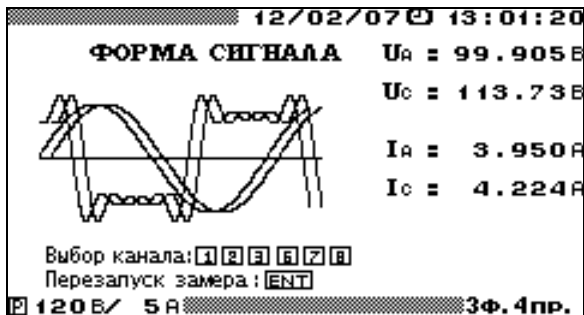 12/02/07 13:01:20
ФОРМА СИГНАЛА
UA = 99.905В
UC = 113.73В
IA = 3.950А
IC = 4.224А
Выбор канала: 1 2 3 6 7 8
Перезапуск замера: ENT
P 120В/ 5А 3Ф.4пр.